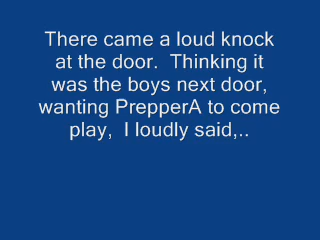 There came a loud knock
at the door.  Thinking it
was the boys next door,
wanting PrepperA to come
play,  I loudly said,..